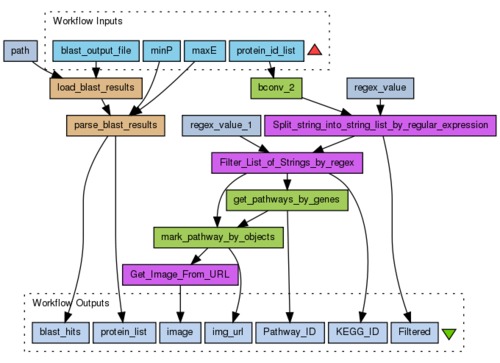 Workflow Inputs
path
blast_output_file
minP
maxE
protein_id_list
load_blast_results
bconv_2
regex_value
parse_blast_results
regex_value_1
Split_string_into_string_list_by_regular_expression
Filter_List_of_Strings_by_regex
get_pathways_by_genes
mark_pathway_by_objects
Get_Image_From_URL
Workflow Outputs
blast_hits
protein_list
image
img_url
Pathway_ID
KEGG_ID
Filtered